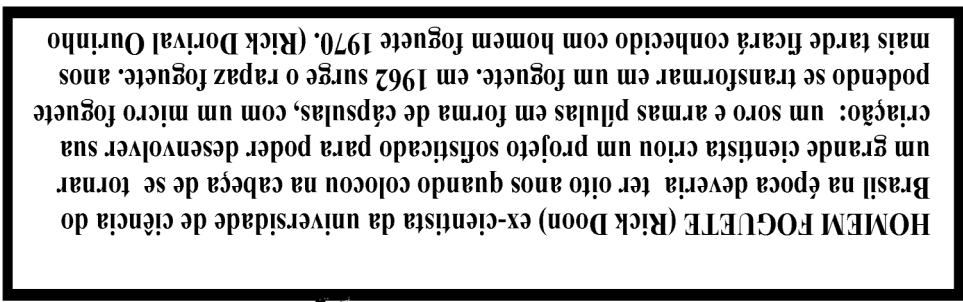 HOMEM FOGUETE (Rick Doon) ex-cientista da universidade de ciência do
Brasil na época deveria ter oito anos quando colocou na cabeça de se tornar
um grande cientista criou um projeto sofisticado para poder desenvolver sua
criação: um soro e armas pílulas em forma de cápsulas, com um micro foguete
podendo se transformar em um foguete. em 1962 surge o rapaz foguete. anos
mais tarde ficará conhecido com homem foguete 1970. (Rick Dorival Ourinho